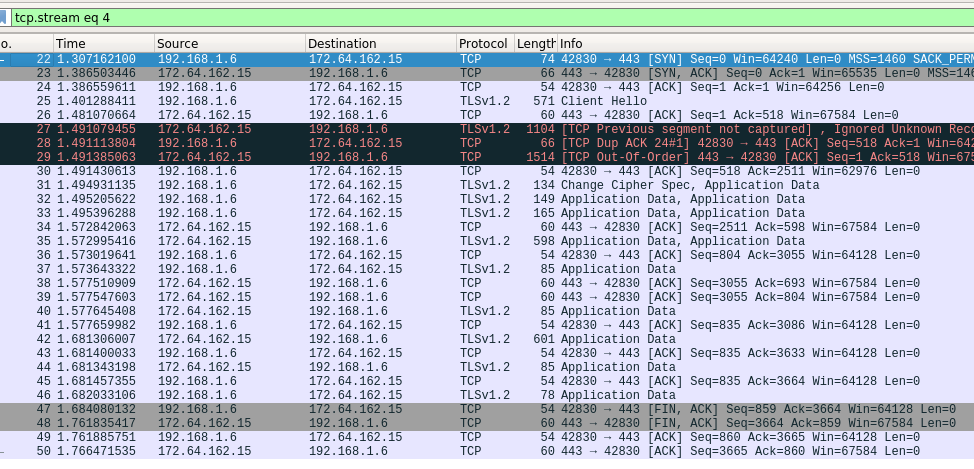 tcp.stream eq 4
o. Time Source Destination Protocol Length Info
22 1.307162100 192.168.1.6 172.64.162.15 TCP 74 42830 → 443 [SYN] Seq=0 Win=64240 Len=0 MSS=1460 SACK_PERM
23 1.386503446 172.64.162.15 192.168.1.6 TCP 66 443 → 42830 [SYN, ACK] Seq=0 Ack=1 Win=65535 Len=0 MSS=146
24 1.386559611 192.168.1.6 172.64.162.15 TCP 54 42830 → 443 [ACK] Seq=1 Ack=1 Win=64256 Len=0
25 1.401288411 192.168.1.6 172.64.162.15 TLSv1.2 571 Client Hello
26 1.481070664 172.64.162.15 192.168.1.6 TCP 60 443 → 42830 [ACK] Seq=1 Ack=518 Win=67584 Len=0
27 1.491079455 172.64.162.15 192.168.1.6 TLSv1.2 1104 [TCP Previous segment not captured] , Ignored Unknown Reco
28 1.491113804 192.168.1.6 172.64.162.15 TCP 66 [TCP Dup ACK 24#1] 42830 → 443 [ACK] Seq=518 Ack=1 Win=642
29 1.491385063 172.64.162.15 192.168.1.6 TCP 1514 [TCP Out-Of-Order] 443 → 42830 [ACK] Seq=1 Ack=518 Win=675
30 1.491430613 192.168.1.6 172.64.162.15 TCP 54 42830 → 443 [ACK] Seq=518 Ack=2511 Win=62976 Len=0
31 1.494931135 192.168.1.6 172.64.162.15 TLSv1.2 134 Change Cipher Spec, Application Data
32 1.495205622 192.168.1.6 172.64.162.15 TLSv1.2 149 Application Data, Application Data
33 1.495396288 192.168.1.6 172.64.162.15 TLSv1.2 165 Application Data, Application Data
34 1.572842063 172.64.162.15 192.168.1.6 TCP 60 443 → 42830 [ACK] Seq=2511 Ack=598 Win=67584 Len=0
35 1.572995416 172.64.162.15 192.168.1.6 TLSv1.2 598 Application Data, Application Data
36 1.573019641 192.168.1.6 172.64.162.15 TCP 54 42830 → 443 [ACK] Seq=804 Ack=3055 Win=64128 Len=0
37 1.573643322 192.168.1.6 172.64.162.15 TLSv1.2 85 Application Data
38 1.577510909 172.64.162.15 192.168.1.6 TCP 60 443 → 42830 [ACK] Seq=3055 Ack=693 Win=67584 Len=0
39 1.577547603 172.64.162.15 192.168.1.6 TCP 60 443 → 42830 [ACK] Seq=3055 Ack=804 Win=67584 Len=0
40 1.577645408 172.64.162.15 192.168.1.6 TLSv1.2 85 Application Data
41 1.577659982 192.168.1.6 172.64.162.15 TCP 54 42830 → 443 [ACK] Seq=835 Ack=3086 Win=64128 Len=0
42 1.681306007 172.64.162.15 192.168.1.6 TLSv1.2 601 Application Data
43 1.681400033 192.168.1.6 172.64.162.15 TCP 54 42830 → 443 [ACK] Seq=835 Ack=3633 Win=64128 Len=0
44 1.681343198 172.64.162.15 192.168.1.6 TLSv1.2 85 Application Data
45 1.681457355 192.168.1.6 172.64.162.15 TCP 54 42830 → 443 [ACK] Seq=835 Ack=3664 Win=64128 Len=0
46 1.682033106 192.168.1.6 172.64.162.15 TLSv1.2 78 Application Data
47 1.684080132 192.168.1.6 172.64.162.15 TCP 54 42830 → 443 [FIN, ACK] Seq=859 Ack=3664 Win=64128 Len=0
48 1.761835417 172.64.162.15 192.168.1.6 TCP 60 443 → 42830 [FIN, ACK] Seq=3664 Ack=859 Win=67584 Len=0
49 1.761885751 192.168.1.6 172.64.162.15 TCP 54 42830 → 443 [ACK] Seq=860 Ack=3665 Win=64128 Len=0
50 1.766471535 172.64.162.15 192.168.1.6 TCP 60 443 → 42830 [ACK] Seq=3665 Ack=860 Win=67584 Len=0